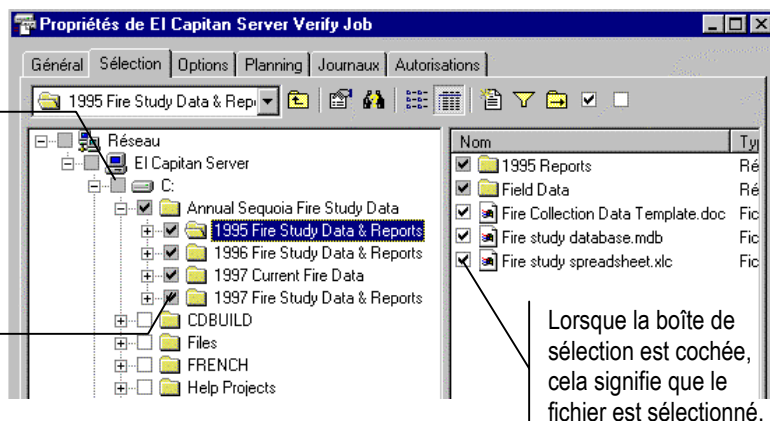 Propriétés de El Capitan Server Verify Job
Général Sélection Options Planning Journaux Autorisations
1995 Fire Study Data & Rep
Réseau
El Capitan Server
C:
Annual Sequoia Fire Study Data
1995 Fire Study Data & Reports
1996 Fire Study Data & Reports
1997 Current Fire Data
1997 Fire Study Data & Reports
CDBUILD
Files
FRENCH
Help Projects
Nom Ty
1995 Reports Ré
Field Data Ré
Fire Collection Data Template.doc Fic
Fire study database.mdb Fic
Fire study spreadsheet.xlc Fic
Lorsque la boîte de
sélection est cochée,
cela signifie que le
fichier est sélectionné.